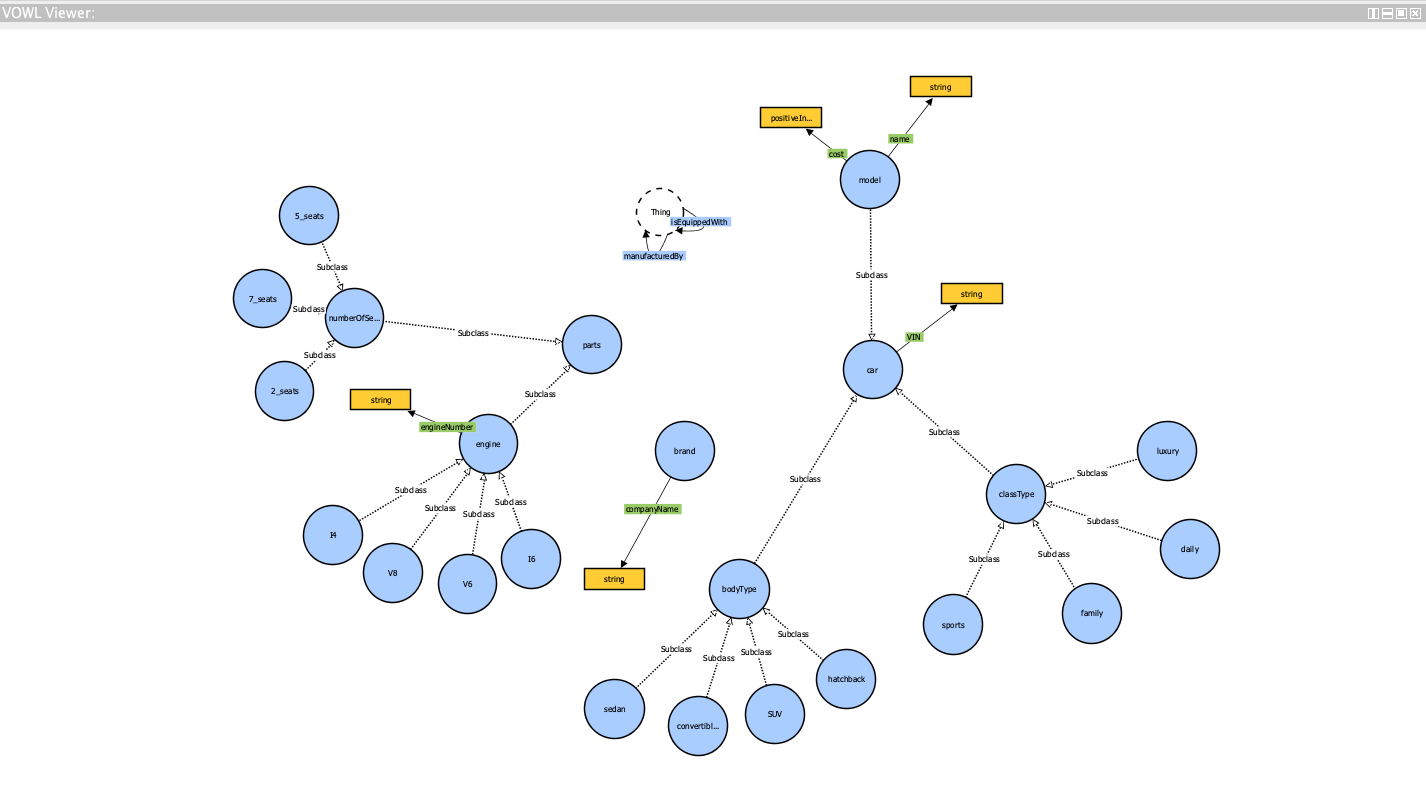 VOWL Viewer:
string
positiveIn...
name
cost
model
5_seats
Thing
isEquippedWith
manufacturedBy
Subclass
Subclass
7_seats
Subclass
numberOfSe...
string
Subclass
VIN
parts
Subclass
car
2_seats
Subclass
string
engineNumber
engine
brand
Subclass
luxury
Subclass
Subclass
Subclass
classType
Subclass
Subclass
Subclass
companyName
Subclass
I4
V8
V6
I6
string
bodyType
Subclass
Subclass
Subclass
daily
sports
family
Subclass
Subclass
Subclass
Subclass
hatchback
sedan
convertibl...
SUV